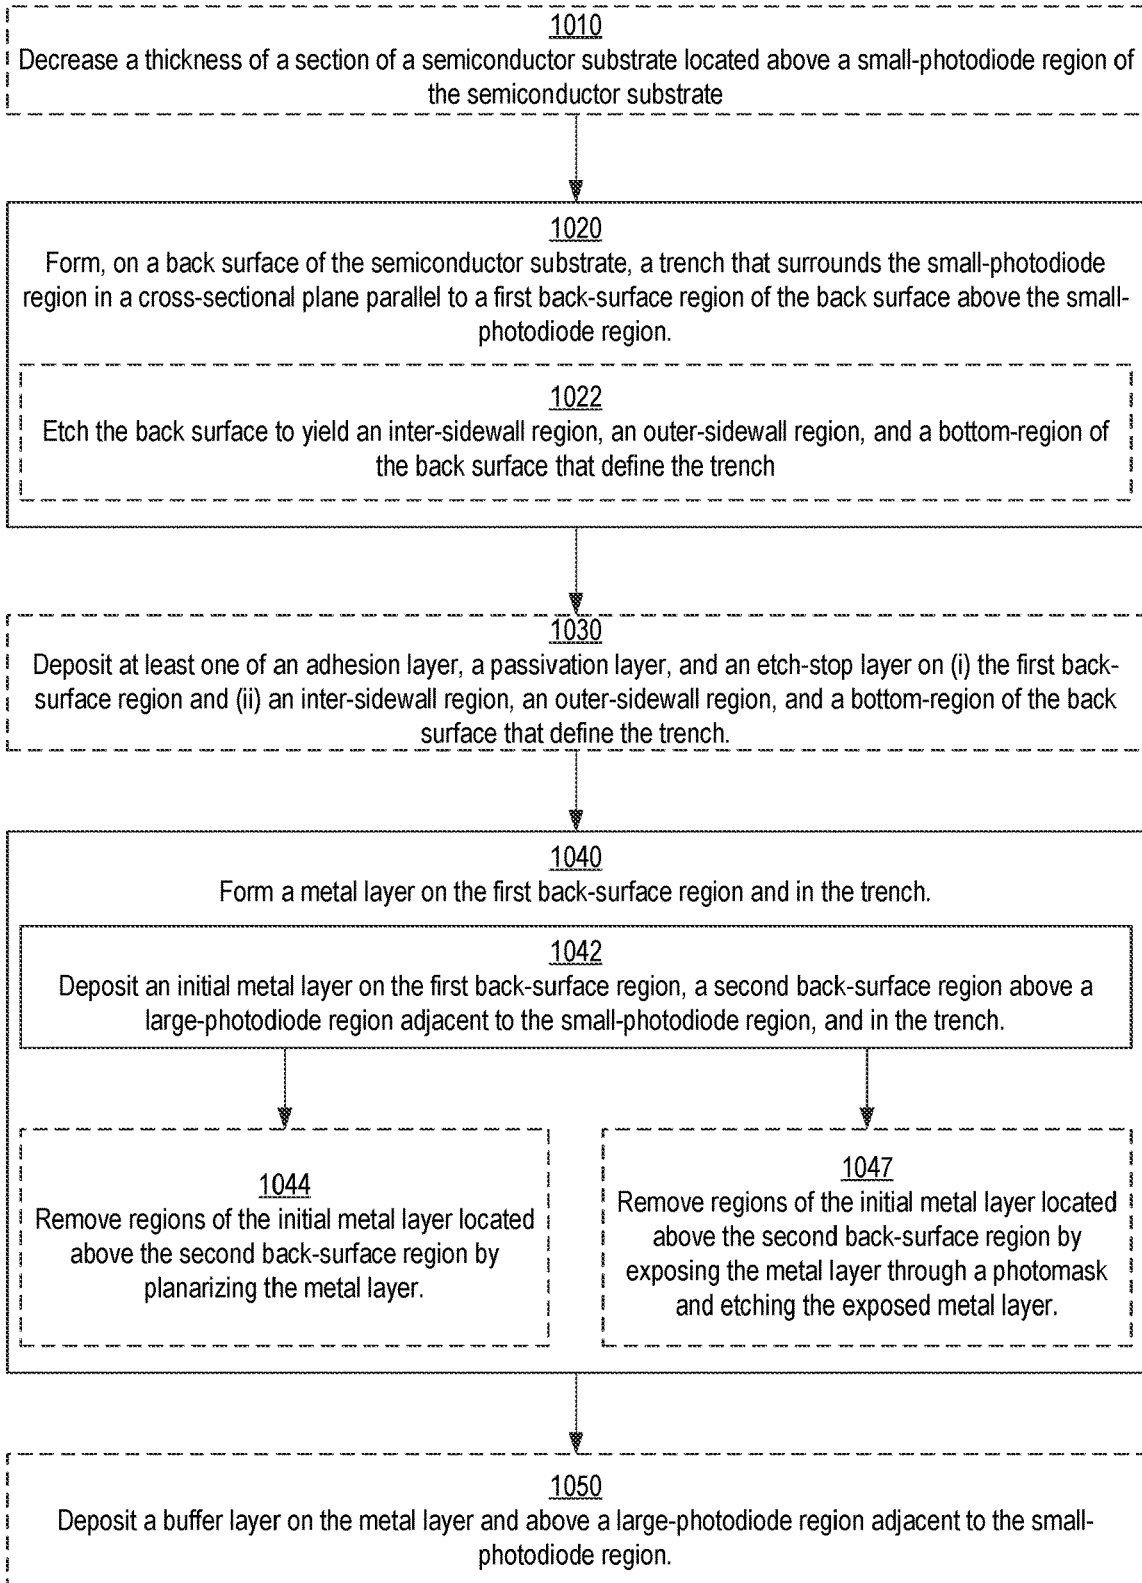 1010
Decrease a thickness of a section of a semiconductor substrate located above a small-photodiode region of
the semiconductor substrate
1020
Form, on a back surface of the semiconductor substrate, a trench that surrounds the small-photodiode
region in a cross-sectional plane parallel to a first back-surface region of the back surface above the small-
photodiode region.
1022
Etch the back surface to yield an inter-sidewall region, an outer-sidewall region, and a bottom-region of
the back surface that define the trench
1030
Deposit at least one of an adhesion layer, a passivation layer, and an etch-stop layer on (i) the first back-
surface region and (ii) an inter-sidewall region, an outer-sidewall region, and a bottom-region of the back
surface that define the trench.
1040
Form a metal layer on the first back-surface region and in the trench.
1042
Deposit an initial metal layer on the first back-surface region, a second back-surface region above a
large-photodiode region adjacent to the small-photodiode region, and in the trench.
1044
Remove regions of the initial metal layer located
above the second back-surface region by
planarizing the metal layer.
1047
Remove regions of the initial metal layer located
above the second back-surface region by
exposing the metal layer through a photomask
and etching the exposed metal layer.
1050
Deposit a buffer layer on the metal layer and above a large-photodiode region adjacent to the small-
photodiode region.